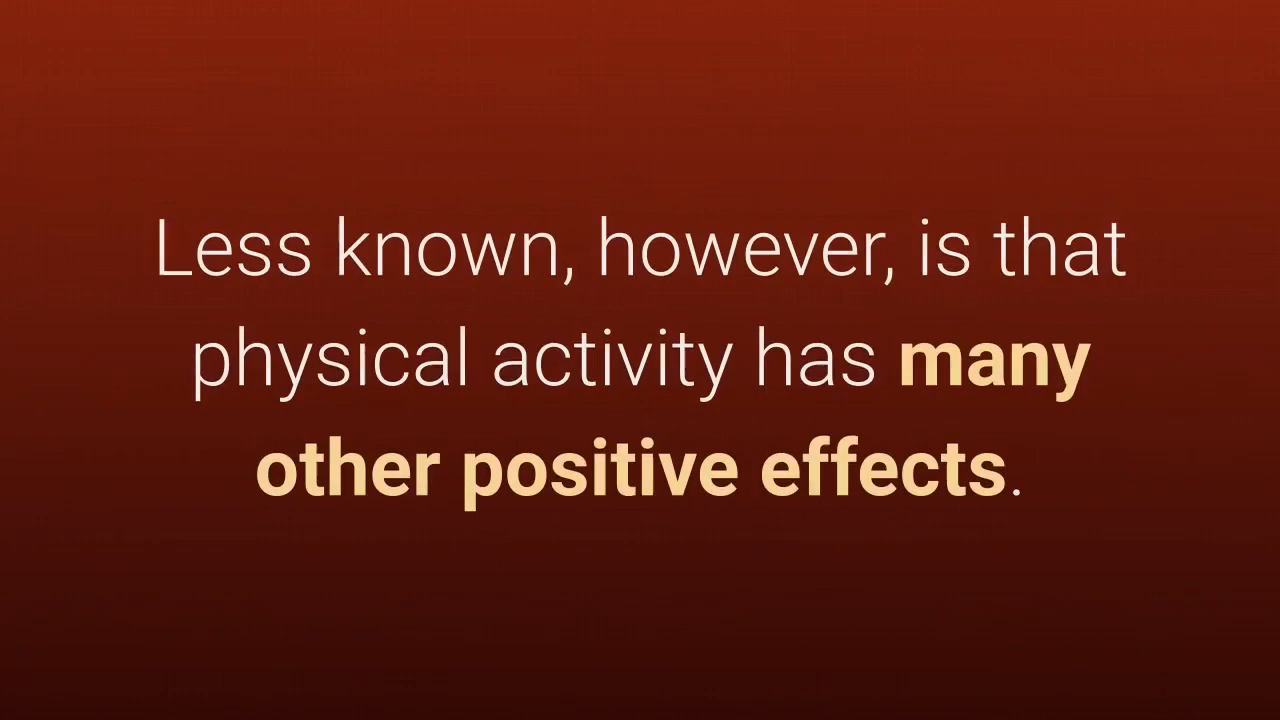 Less known, however, is that
physical activity has many
other positive effects.